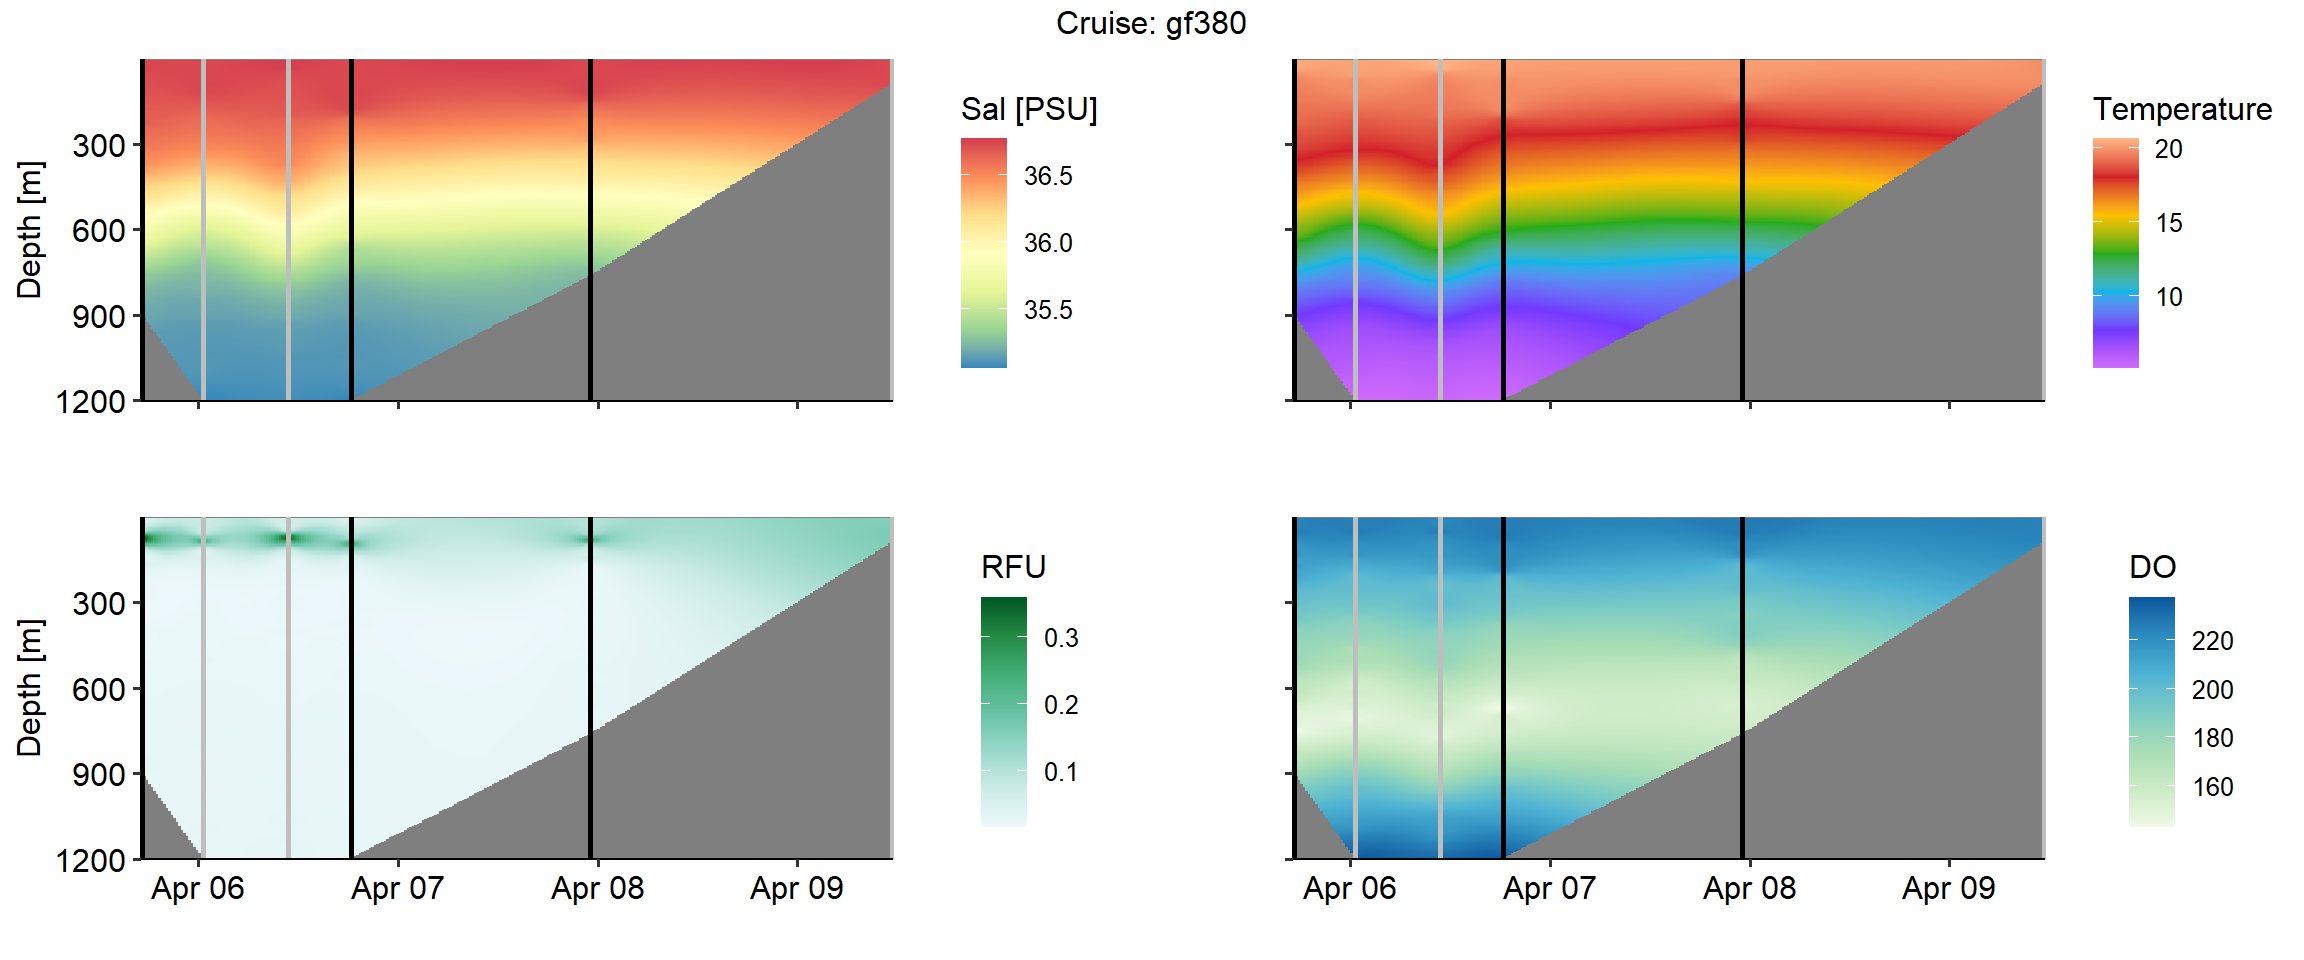 Cruise: gf380
Sal [PSU]
36.5
36.0
35.5
Depth [m]
300
600
900
1200
Temperature
20
15
10
RFU
0.3
0.2
0.1
Depth [m]
300
600
900
1200
Apr 06
Apr 07
Apr 08
Apr 09
DO
220
200
180
160
Apr 06
Apr 07
Apr 08
Apr 09